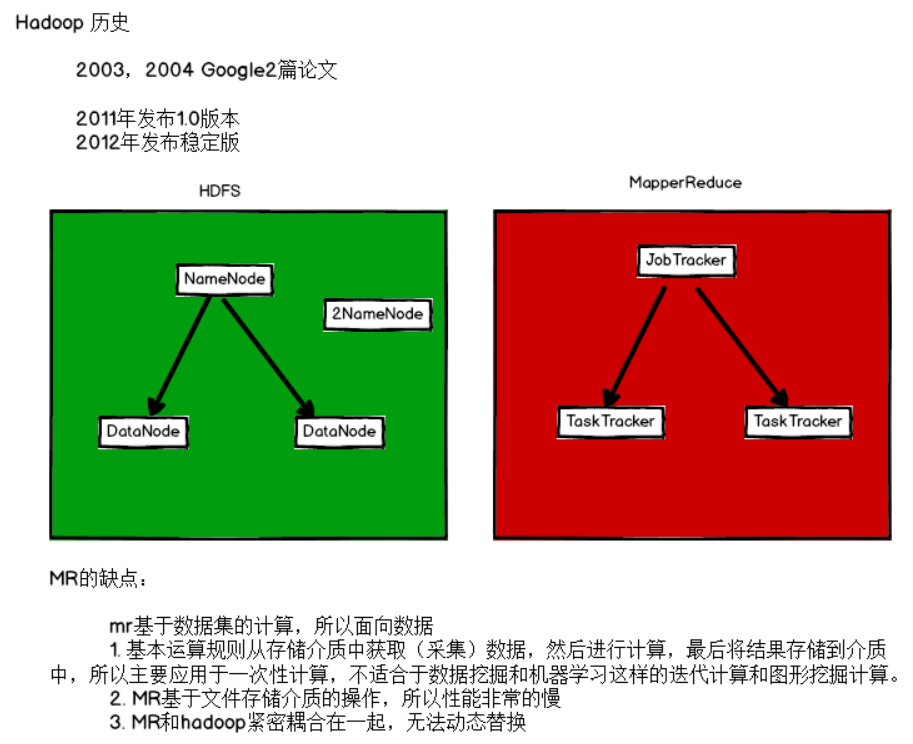 Hadoop 历史
2003，2004 Google2篇论文
2011年发布1.0版本
2012年发布稳定版
HDFS
MapperReduce
NameNode
2NameNode
DataNode
DataNode
JobTracker
TaskTracker
TaskTracker
MR的缺点：
mr基于数据集的计算，所以面向数据
1. 基本运算规则从存储介质中获取（采集）数据，然后进行计算，最后将结果存储到介质
中，所以主要应用于一次性计算，不适合于数据挖掘和机器学习这样的迭代计算和图形挖掘计算。
2. MR基于文件存储介质的操作，所以性能非常的慢
3. MR和hadoop紧密耦合在一起，无法动态替换